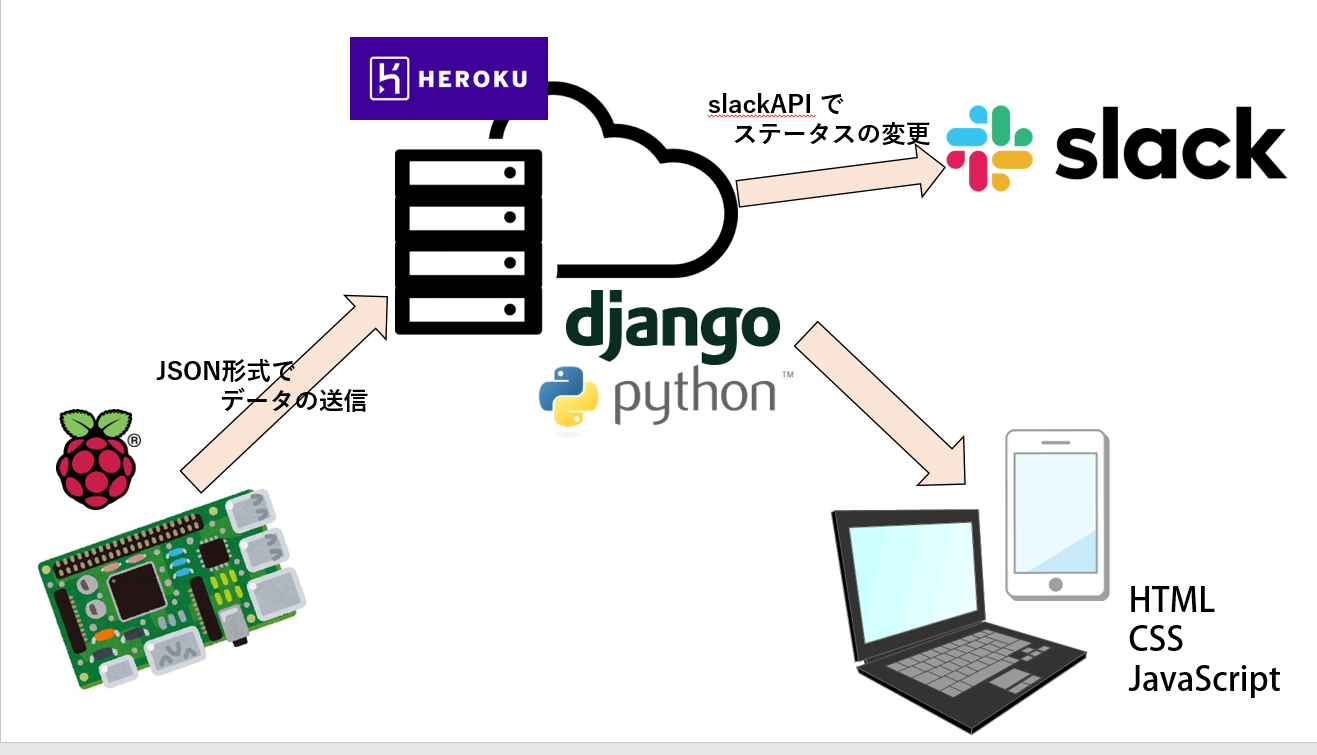 HEROKU
slackAPI で
ステータスの変更
slack
django
python™
JSON形式で
データの送信
®
HTML
CSS
JavaScript